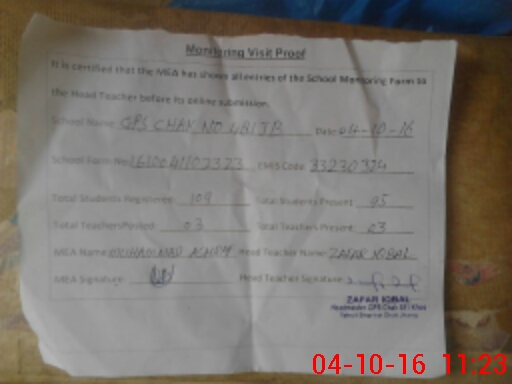 Monitoring Visit Proof
It is certified that the MEA has shown all entries of the School Monitoring Form to
the Head Teacher before its online submission.
School Name: GPS CHAK NO Date: 04-10-16
School Form No: EMIS Code: 33230324
Total Students Registered: 109 Total Students Present: 95
Total Teachers Posted: 03 Total Teachers Present: 03
MEA Name: MUHAMMAD Head Teacher Name: ZAFAR IQBAL
MEA Signature: Head Teacher Signature:
ZAFAR IQBAL
Headmaster GPS Chak
04-10-16 11:23